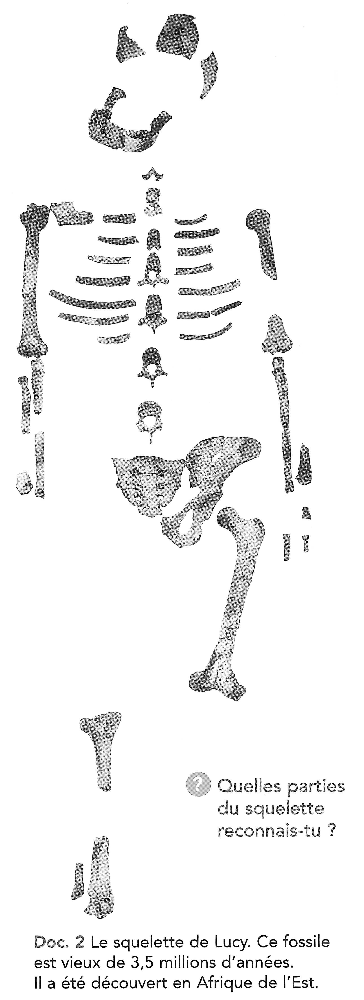 ? Quelles parties
du squelette
reconnais-tu ?
Doc. 2 Le squelette de Lucy. Ce fossile
est vieux de 3,5 millions d'années.
Il a été découvert en Afrique de l'Est.